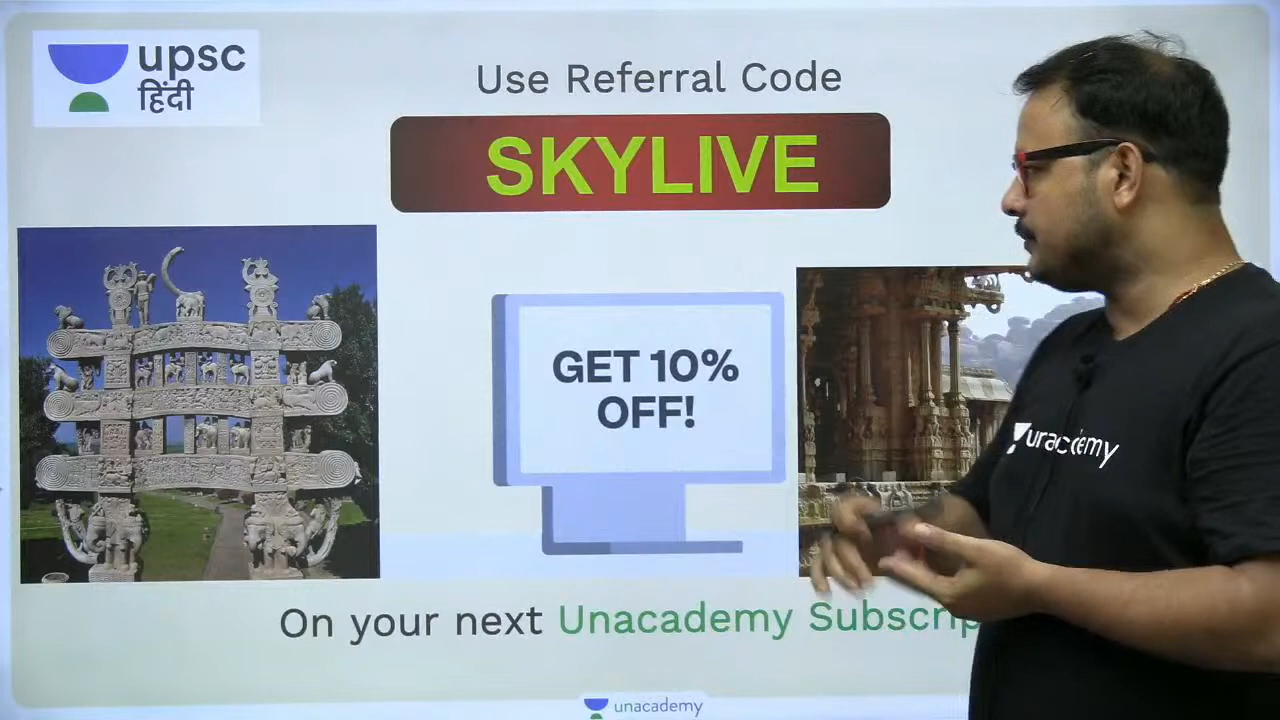 upsc
हिंदी
Use Referral Code
SKYLIVE
GET 10%
OFF!
On your next Unacademy Subscrip
unacademy
unacademy